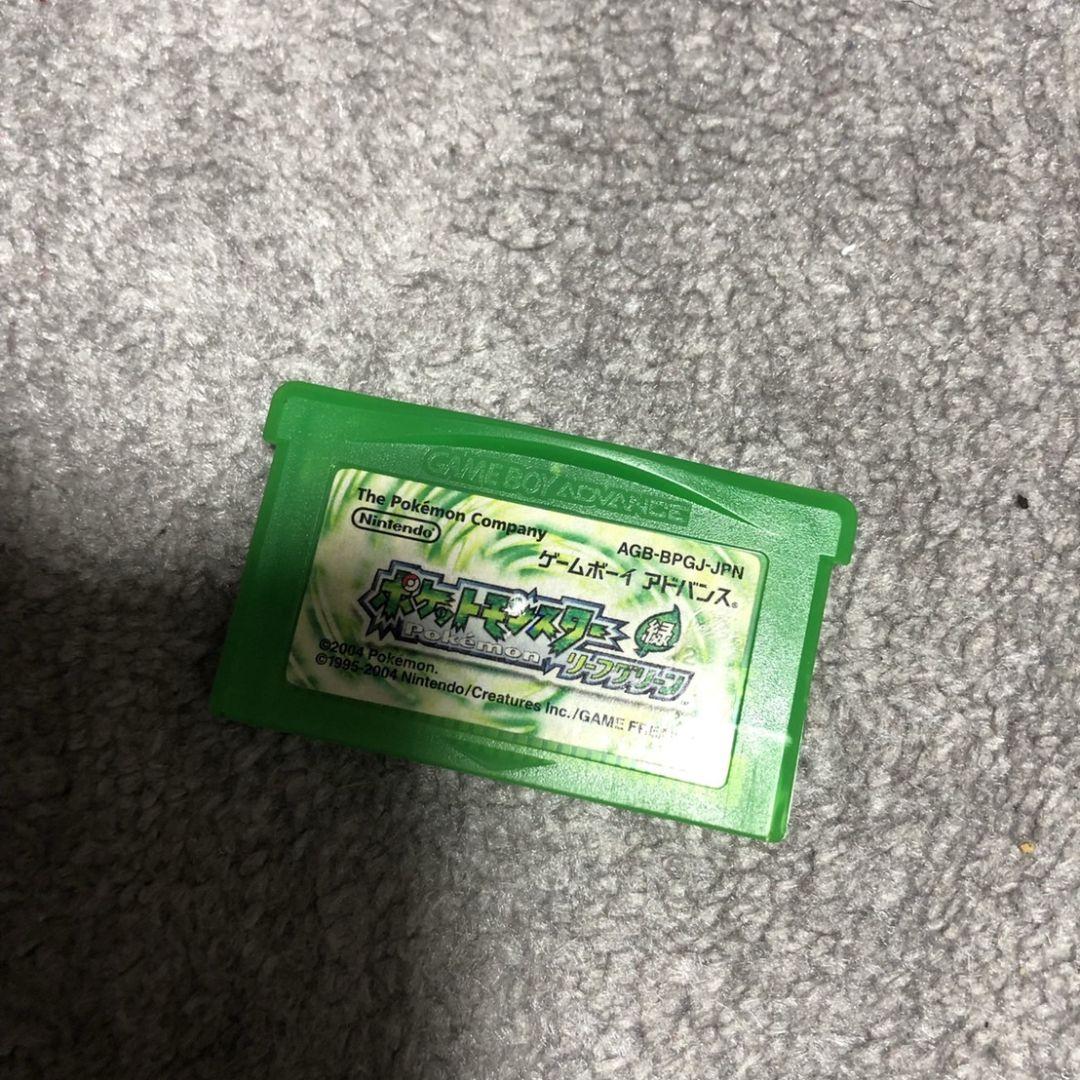 GAME BOY ADVANCE
The Pokémon Company
Nintendo
AGB-BPGJ-JPN
ゲームボーイ アドバンス®
ポケットモンスター
Pokémon
リーフグリーン™
緑
©2004 Pokémon.
©1995-2004 Nintendo/Creatures Inc./GAME